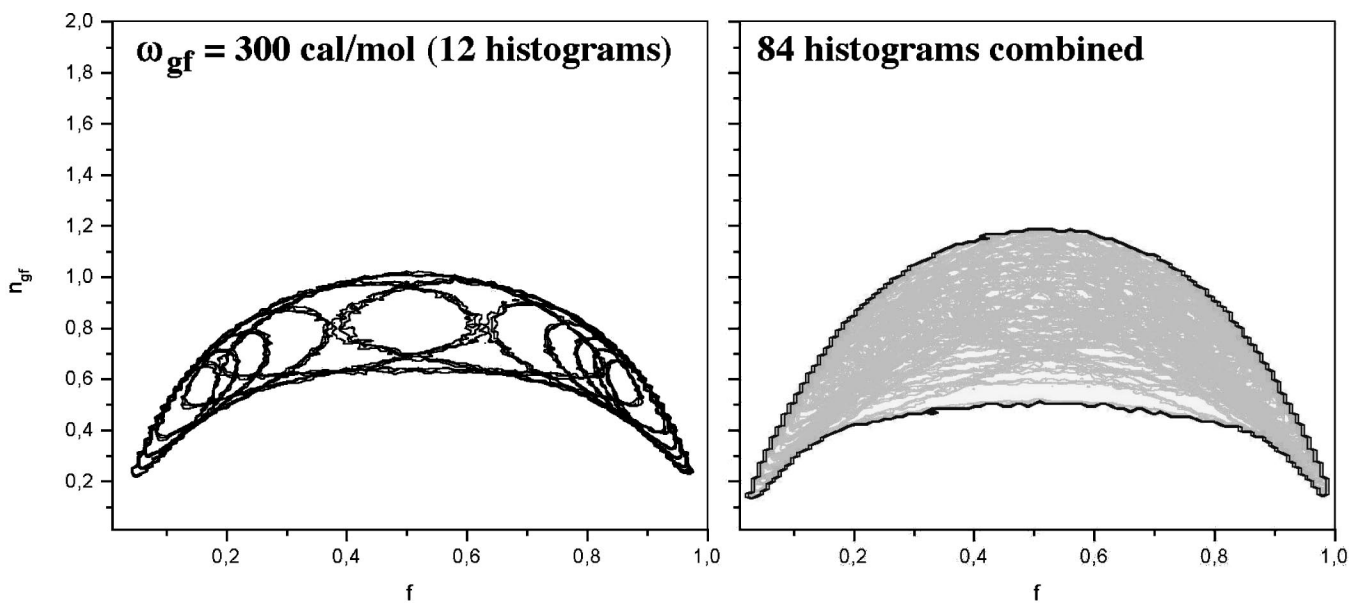 ω_gf = 300 cal/mol (12 histograms)
84 histograms combined
2,0
1,8
1,6
1,4
1,2
1,0
0,8
0,6
0,4
0,2
n_gf
0,2 0,4 0,6 0,8 1,0
0,2 0,4 0,6 0,8 1,0
f
f